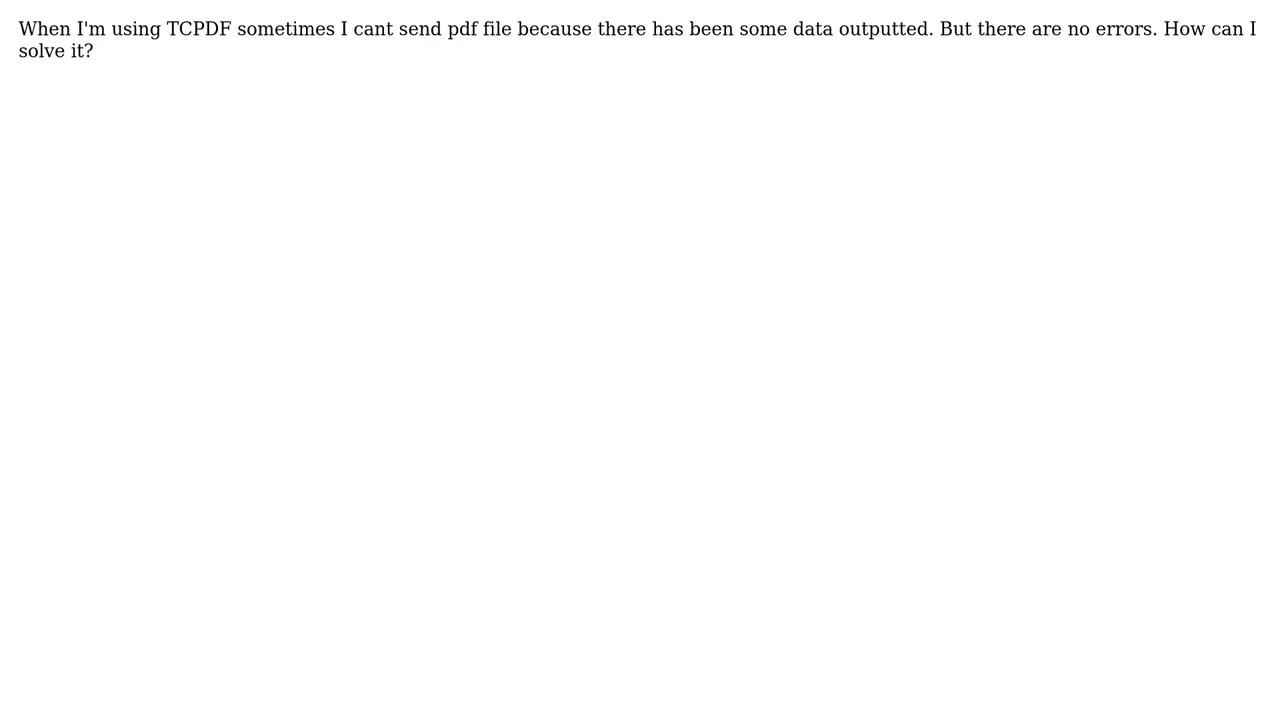 When I'm using TCPDF sometimes I cant send pdf file because there has been some data outputted. But there are no errors. How can I
solve it?